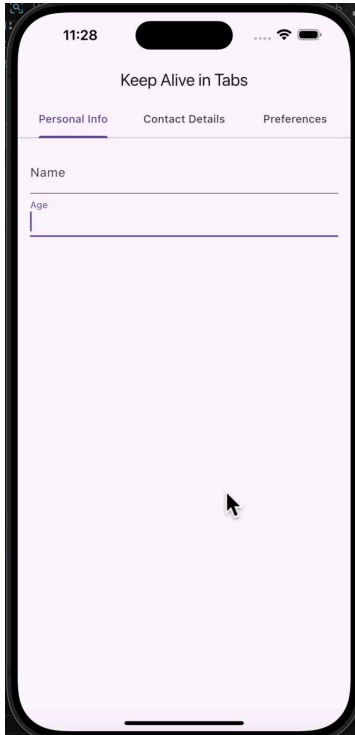 11:28
Keep Alive in Tabs
Personal Info Contact Details Preferences
Name
Age